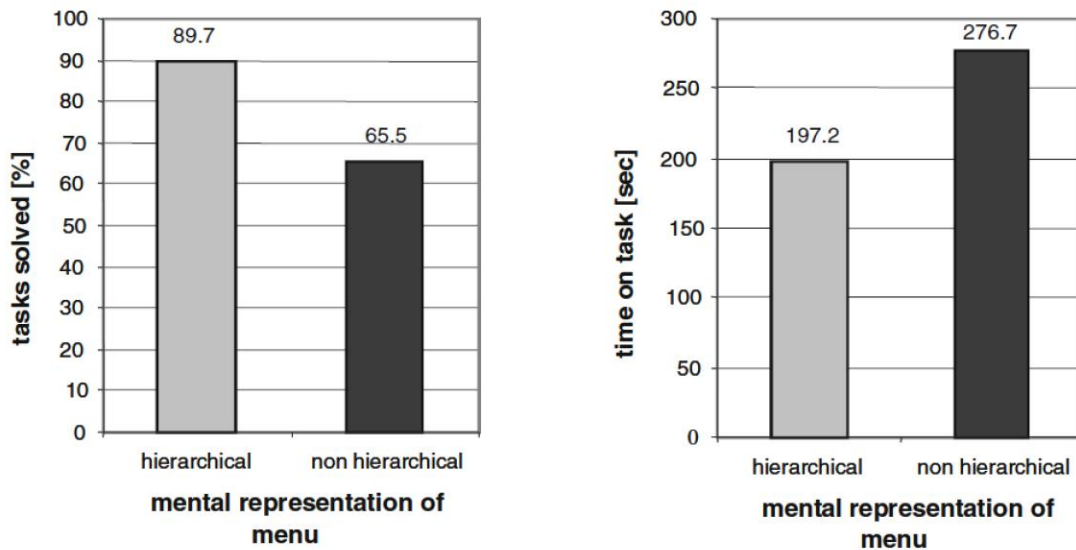 tasks solved [%]
100
90
80
70
60
50
40
30
20
10
0
89.7
65.5
hierarchical
non hierarchical
mental representation of
menu
time on task [sec]
300
250
200
150
100
50
0
197.2
276.7
hierarchical
non hierarchical
mental representation of
menu